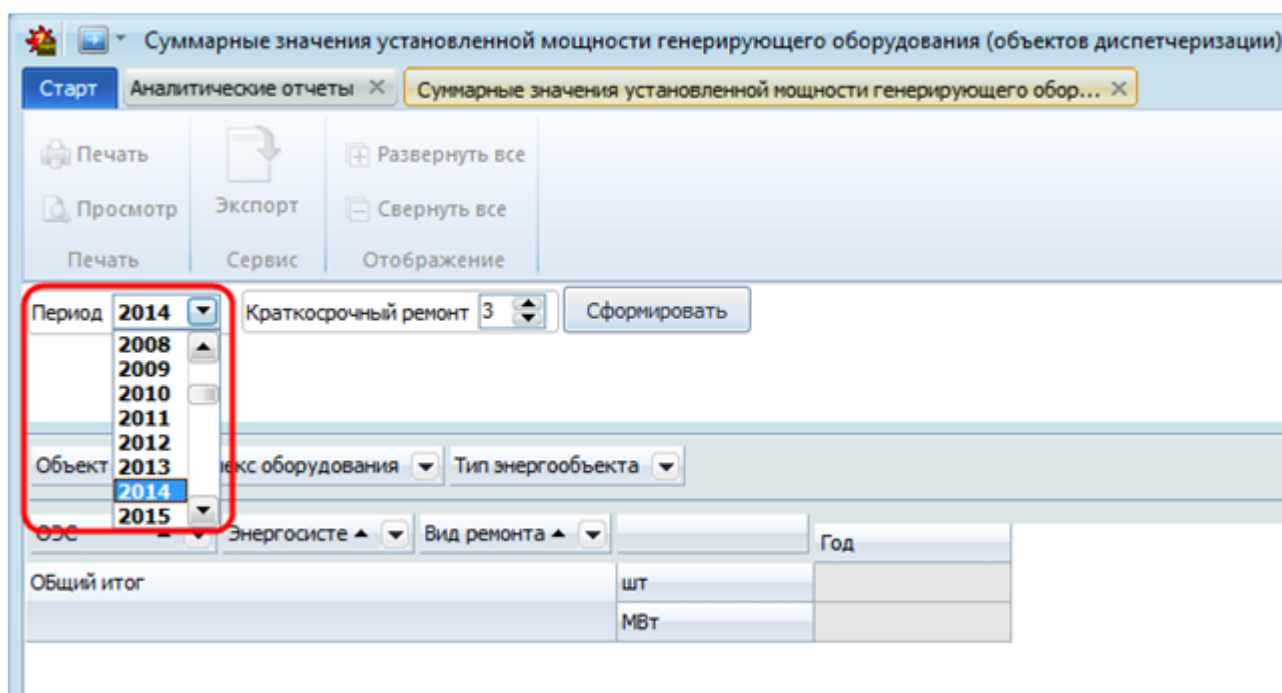 Суммарные значения установленной мощности генерирующего оборудования (объектов диспетчеризации)
Старт Аналитические отчеты Суммарные значения установленной мощности генерирующего обор...
Печать Развернуть все
Просмотр Экспорт Свернуть все
Печать Сервис Отображение
Период 2014 Краткосрочный ремонт 3 Сформировать
2008
2009
2010
2011
2012
2013
2014
2015
Объект оборудования Тип энергообъекта
ОЭС Энергосисте Вид ремонта Год
ОБщий итог шт
МВт